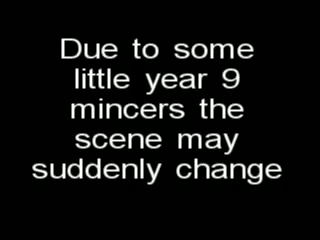 Due to some
little year 9
mincers the
scene may
suddenly change